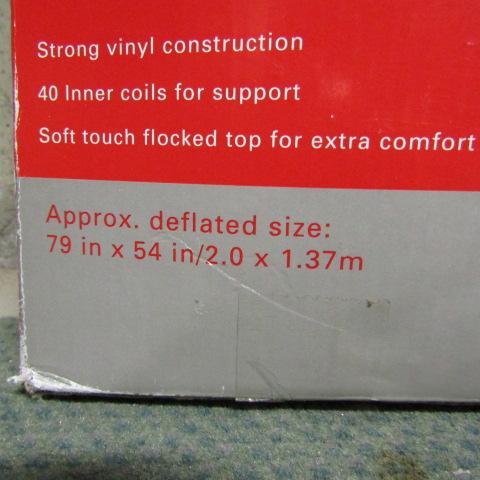 Strong vinyl construction
40 Inner coils for support
Soft touch flocked top for extra comfort
Approx. deflated size:
79 in x 54 in/2.0 x 1.37m